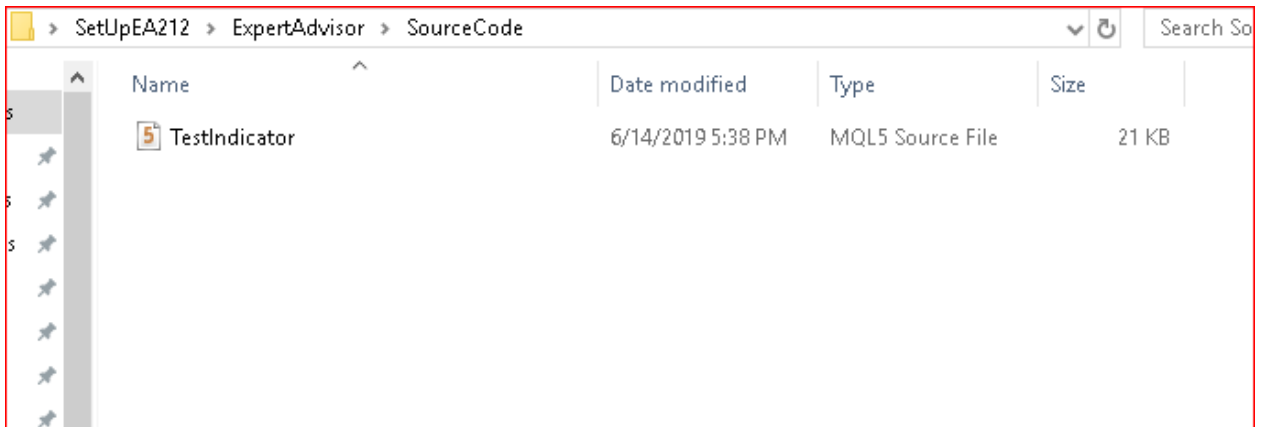 SetUpEA212 > ExpertAdvisor > SourceCode Search So
Name Date modified Type Size
5 TestIndicator 6/14/2019 5:38 PM MQL5 Source File 21 KB
s
s
s